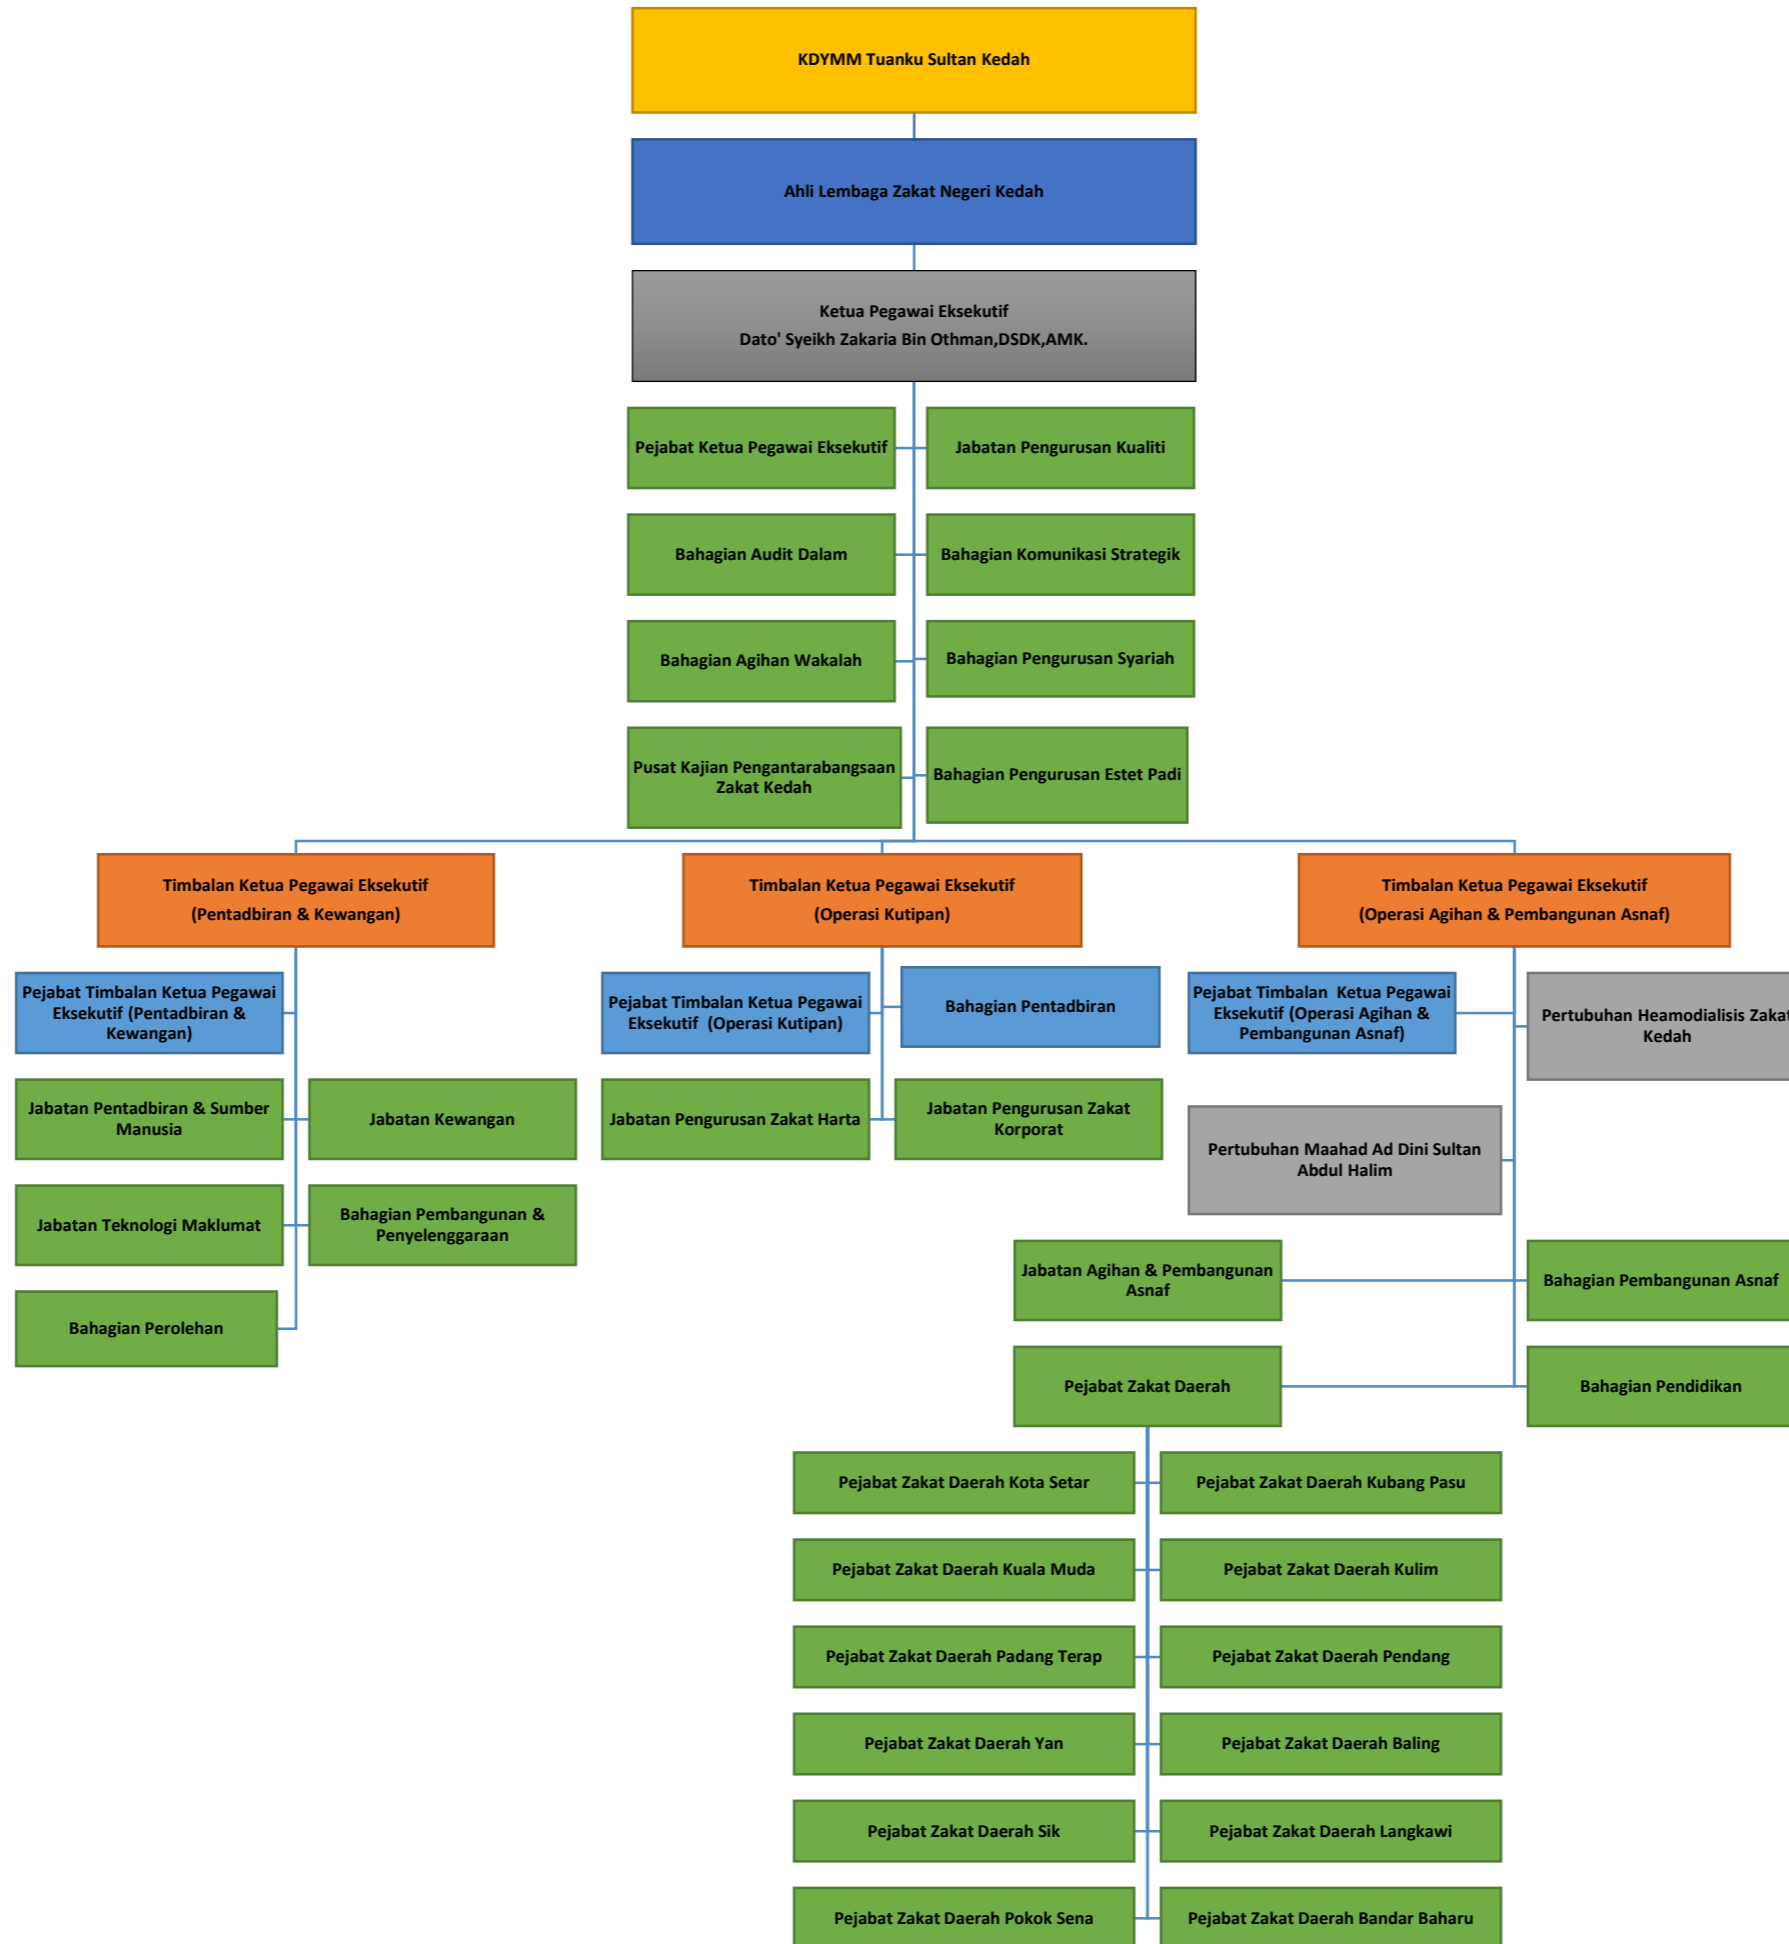 KDYMM Tuanku Sultan Kedah
Ahli Lembaga Zakat Negeri Kedah
Ketua Pegawai Eksekutif
Dato' Syeikh Zakaria Bin Othman,DSDK,AMK.
Pejabat Ketua Pegawai Eksekutif
Jabatan Pengurusan Kualiti
Bahagian Audit Dalam
Bahagian Komunikasi Strategik
Bahagian Agihan Wakalah
Bahagian Pengurusan Syariah
Pusat Kajian Pengantarabangsaan
Zakat Kedah
Bahagian Pengurusan Estet Padi
Timbalan Ketua Pegawai Eksekutif
(Pentadbiran & Kewangan)
Timbalan Ketua Pegawai Eksekutif
(Operasi Kutipan)
Timbalan Ketua Pegawai Eksekutif
(Operasi Agihan & Pembangunan Asnaf)
Pejabat Timbalan Ketua Pegawai
Eksekutif (Pentadbiran &
Kewangan)
Pejabat Timbalan Ketua Pegawai
Eksekutif  (Operasi Kutipan)
Bahagian Pentadbiran
Pejabat Timbalan  Ketua Pegawai
Eksekutif (Operasi Agihan &
Pembangunan Asnaf)
Pertubuhan Heamodialisis Zakat
Kedah
Jabatan Pentadbiran & Sumber
Manusia
Jabatan Kewangan
Jabatan Pengurusan Zakat Harta
Jabatan Pengurusan Zakat
Korporat
Pertubuhan Maahad Ad Dini Sultan
Abdul Halim
Jabatan Teknologi Maklumat
Bahagian Pembangunan &
Penyelenggaraan
Jabatan Agihan & Pembangunan
Asnaf
Bahagian Pembangunan Asnaf
Bahagian Perolehan
Pejabat Zakat Daerah
Bahagian Pendidikan
Pejabat Zakat Daerah Kota Setar
Pejabat Zakat Daerah Kubang Pasu
Pejabat Zakat Daerah Kuala Muda
Pejabat Zakat Daerah Kulim
Pejabat Zakat Daerah Padang Terap
Pejabat Zakat Daerah Pendang
Pejabat Zakat Daerah Yan
Pejabat Zakat Daerah Baling
Pejabat Zakat Daerah Sik
Pejabat Zakat Daerah Langkawi
Pejabat Zakat Daerah Pokok Sena
Pejabat Zakat Daerah Bandar Baharu